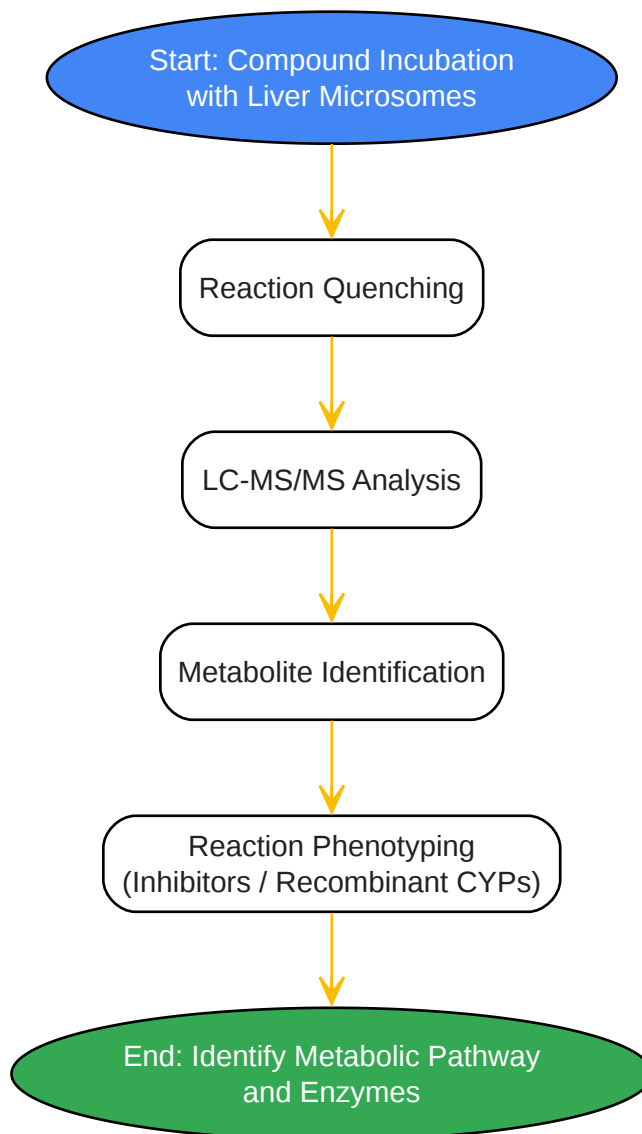 Start: Compound Incubation
with Liver Microsomes
Reaction Quenching
LC-MS/MS Analysis
Metabolite Identification
Reaction Phenotyping
(Inhibitors / Recombinant CYPs)
End: Identify Metabolic Pathway
and Enzymes